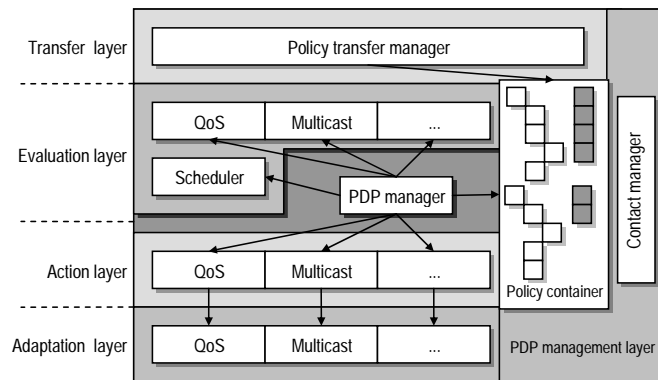 Transfer layer
Policy transfer manager
QoS Multicast ...
Evaluation layer
Scheduler
PDP manager
Contact manager
Action layer
QoS Multicast ...
Policy container
Adaptation layer
QoS Multicast ...
PDP management layer